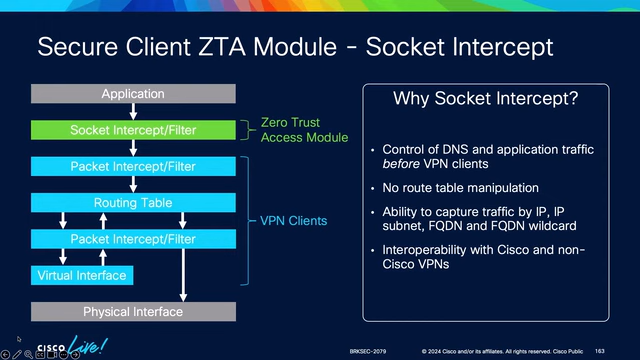 Secure Client ZTA Module - Socket Intercept
Application
Socket Intercept/Filter
Zero Trust
Access Module
Packet Intercept/Filter
Routing Table
VPN Clients
Packet Intercept/Filter
Virtual Interface
Physical Interface
Why Socket Intercept?
• Control of DNS and application traffic
before VPN clients
• No route table manipulation
• Ability to capture traffic by IP, IP
subnet, FQDN and FQDN wildcard
• Interoperability with Cisco and non-
Cisco VPNs
CISCO Live!
BRKSEC-2079
© 2024 Cisco and/or its affiliates. All rights reserved. Cisco Public
163